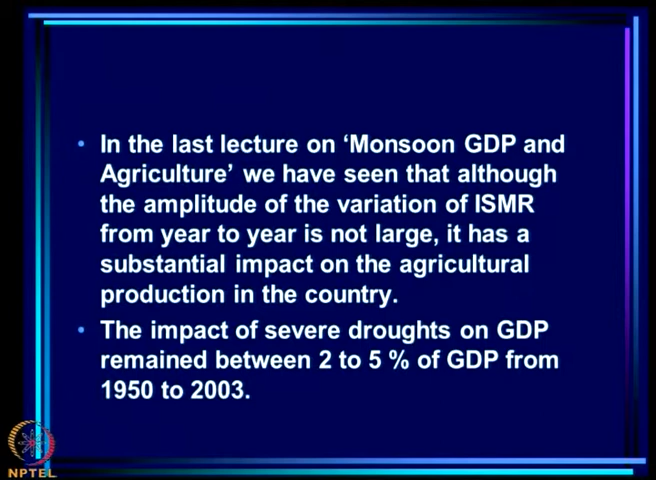 • In the last lecture on ‘Monsoon GDP and
Agriculture’ we have seen that although
the amplitude of the variation of ISMR
from year to year is not large, it has a
substantial impact on the agricultural
production in the country.
• The impact of severe droughts on GDP
remained between 2 to 5 % of GDP from
1950 to 2003.
NPTEL